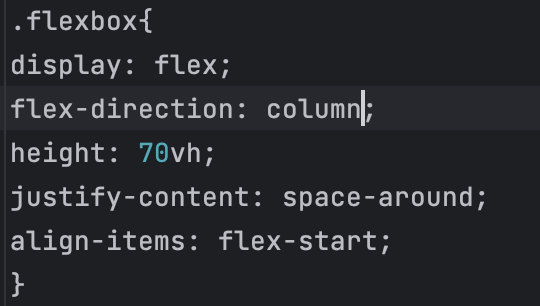 .flexbox{
display: flex;
flex-direction: column;
height: 70vh;
justify-content: space-around;
align-items: flex-start;
}